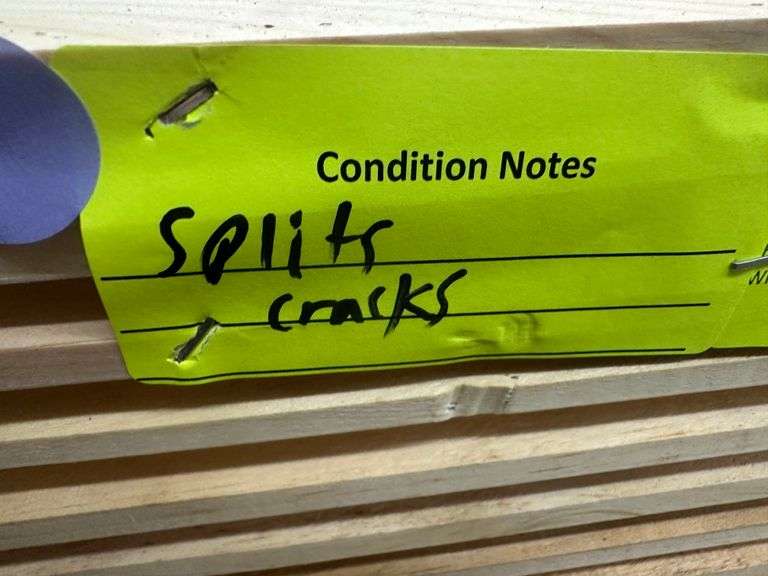 Condition Notes
Splits
cracks